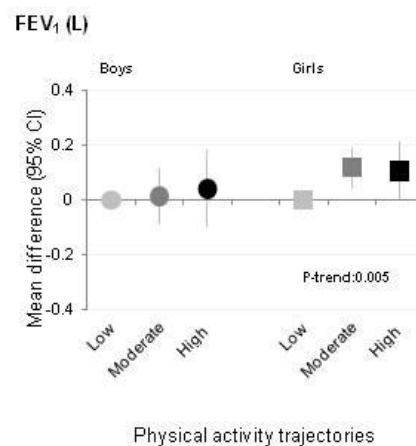 FEV₁ (L)
Boys Girls
Mean difference (95% CI)
0.4
0.2
0
-0.2
-0.4
P-trend:0.005
Low Moderate High Low Moderate High
Physical activity trajectories